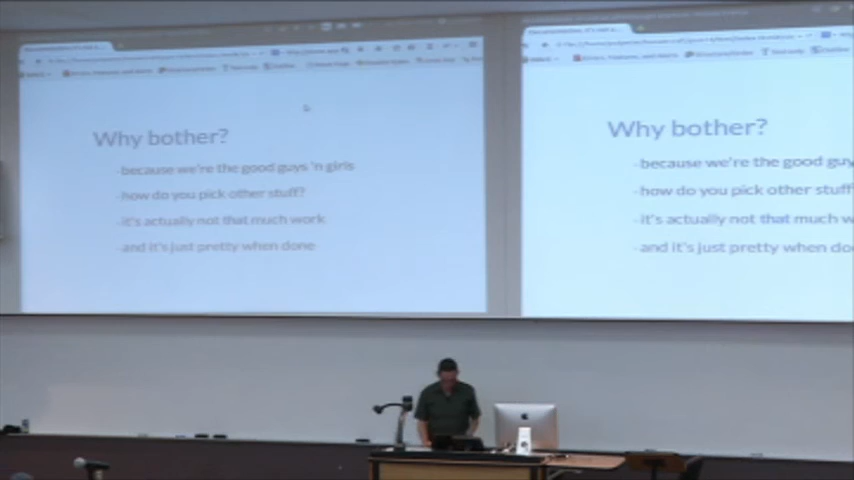 Why bother?
- because we're the good guys 'n girls
- how do you pick other stuff?
- it's actually not that much work
- and it's just pretty when done
Why bother?
- because we're the good guy
- how do you pick other stuff
- it's actually not that much w
- and it's just pretty when do